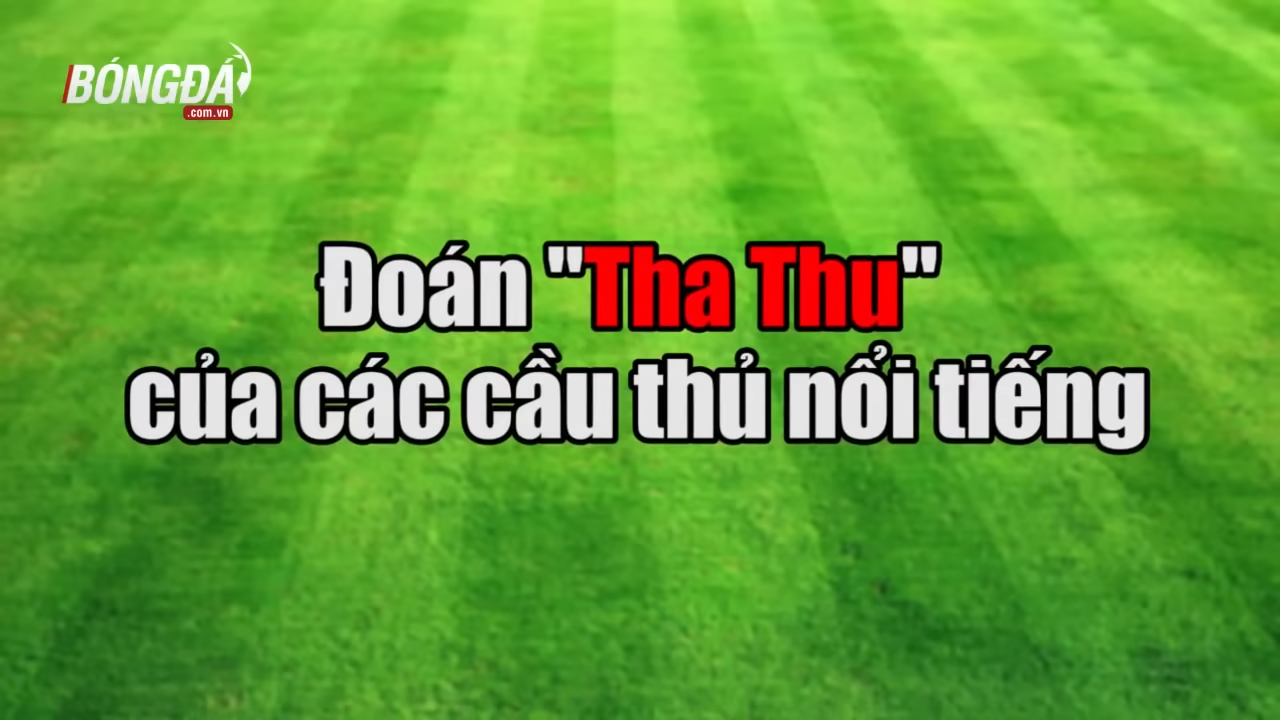 BÓNGĐÁ
.com.vn
Đoán "Tha Thu"
của các cầu thủ nổi tiếng